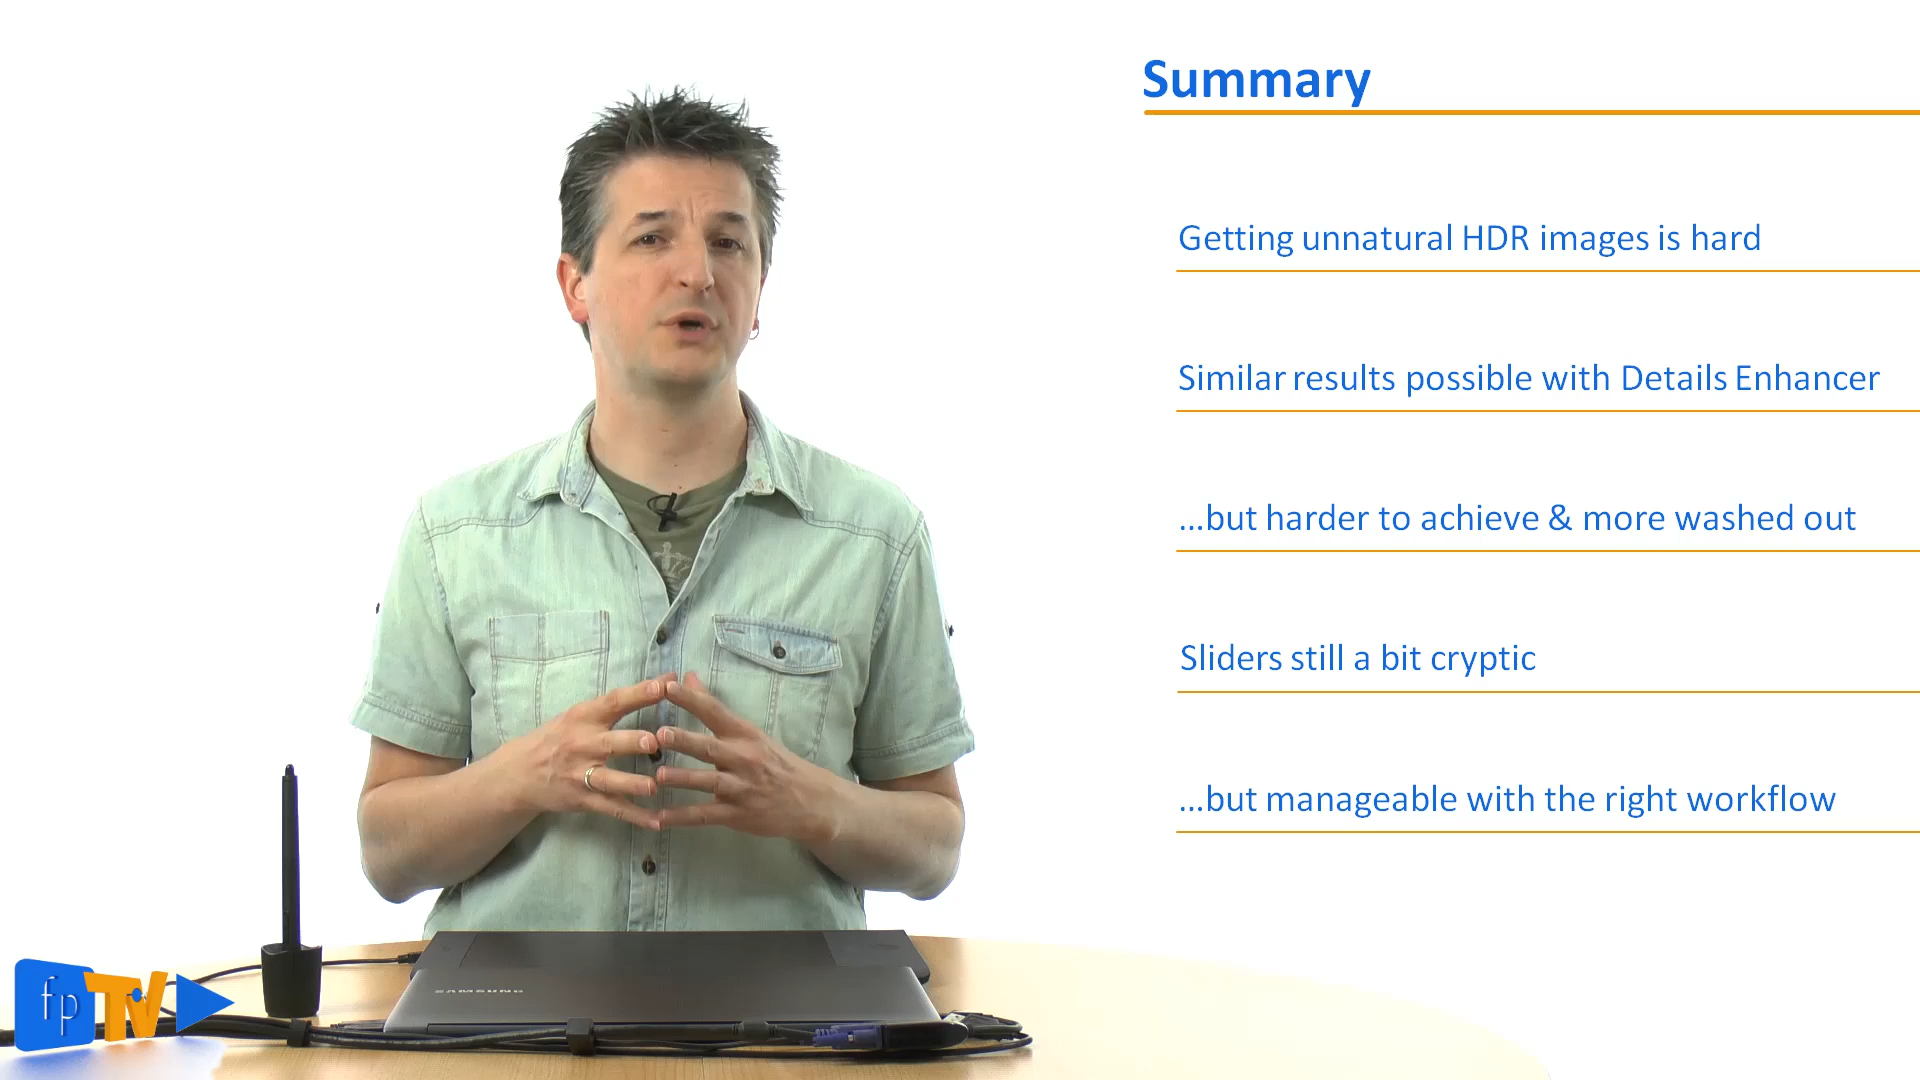 Summary
Getting unnatural HDR images is hard
Similar results possible with Details Enhancer
...but harder to achieve & more washed out
Sliders still a bit cryptic
...but manageable with the right workflow
SAMSUNG
fpTV